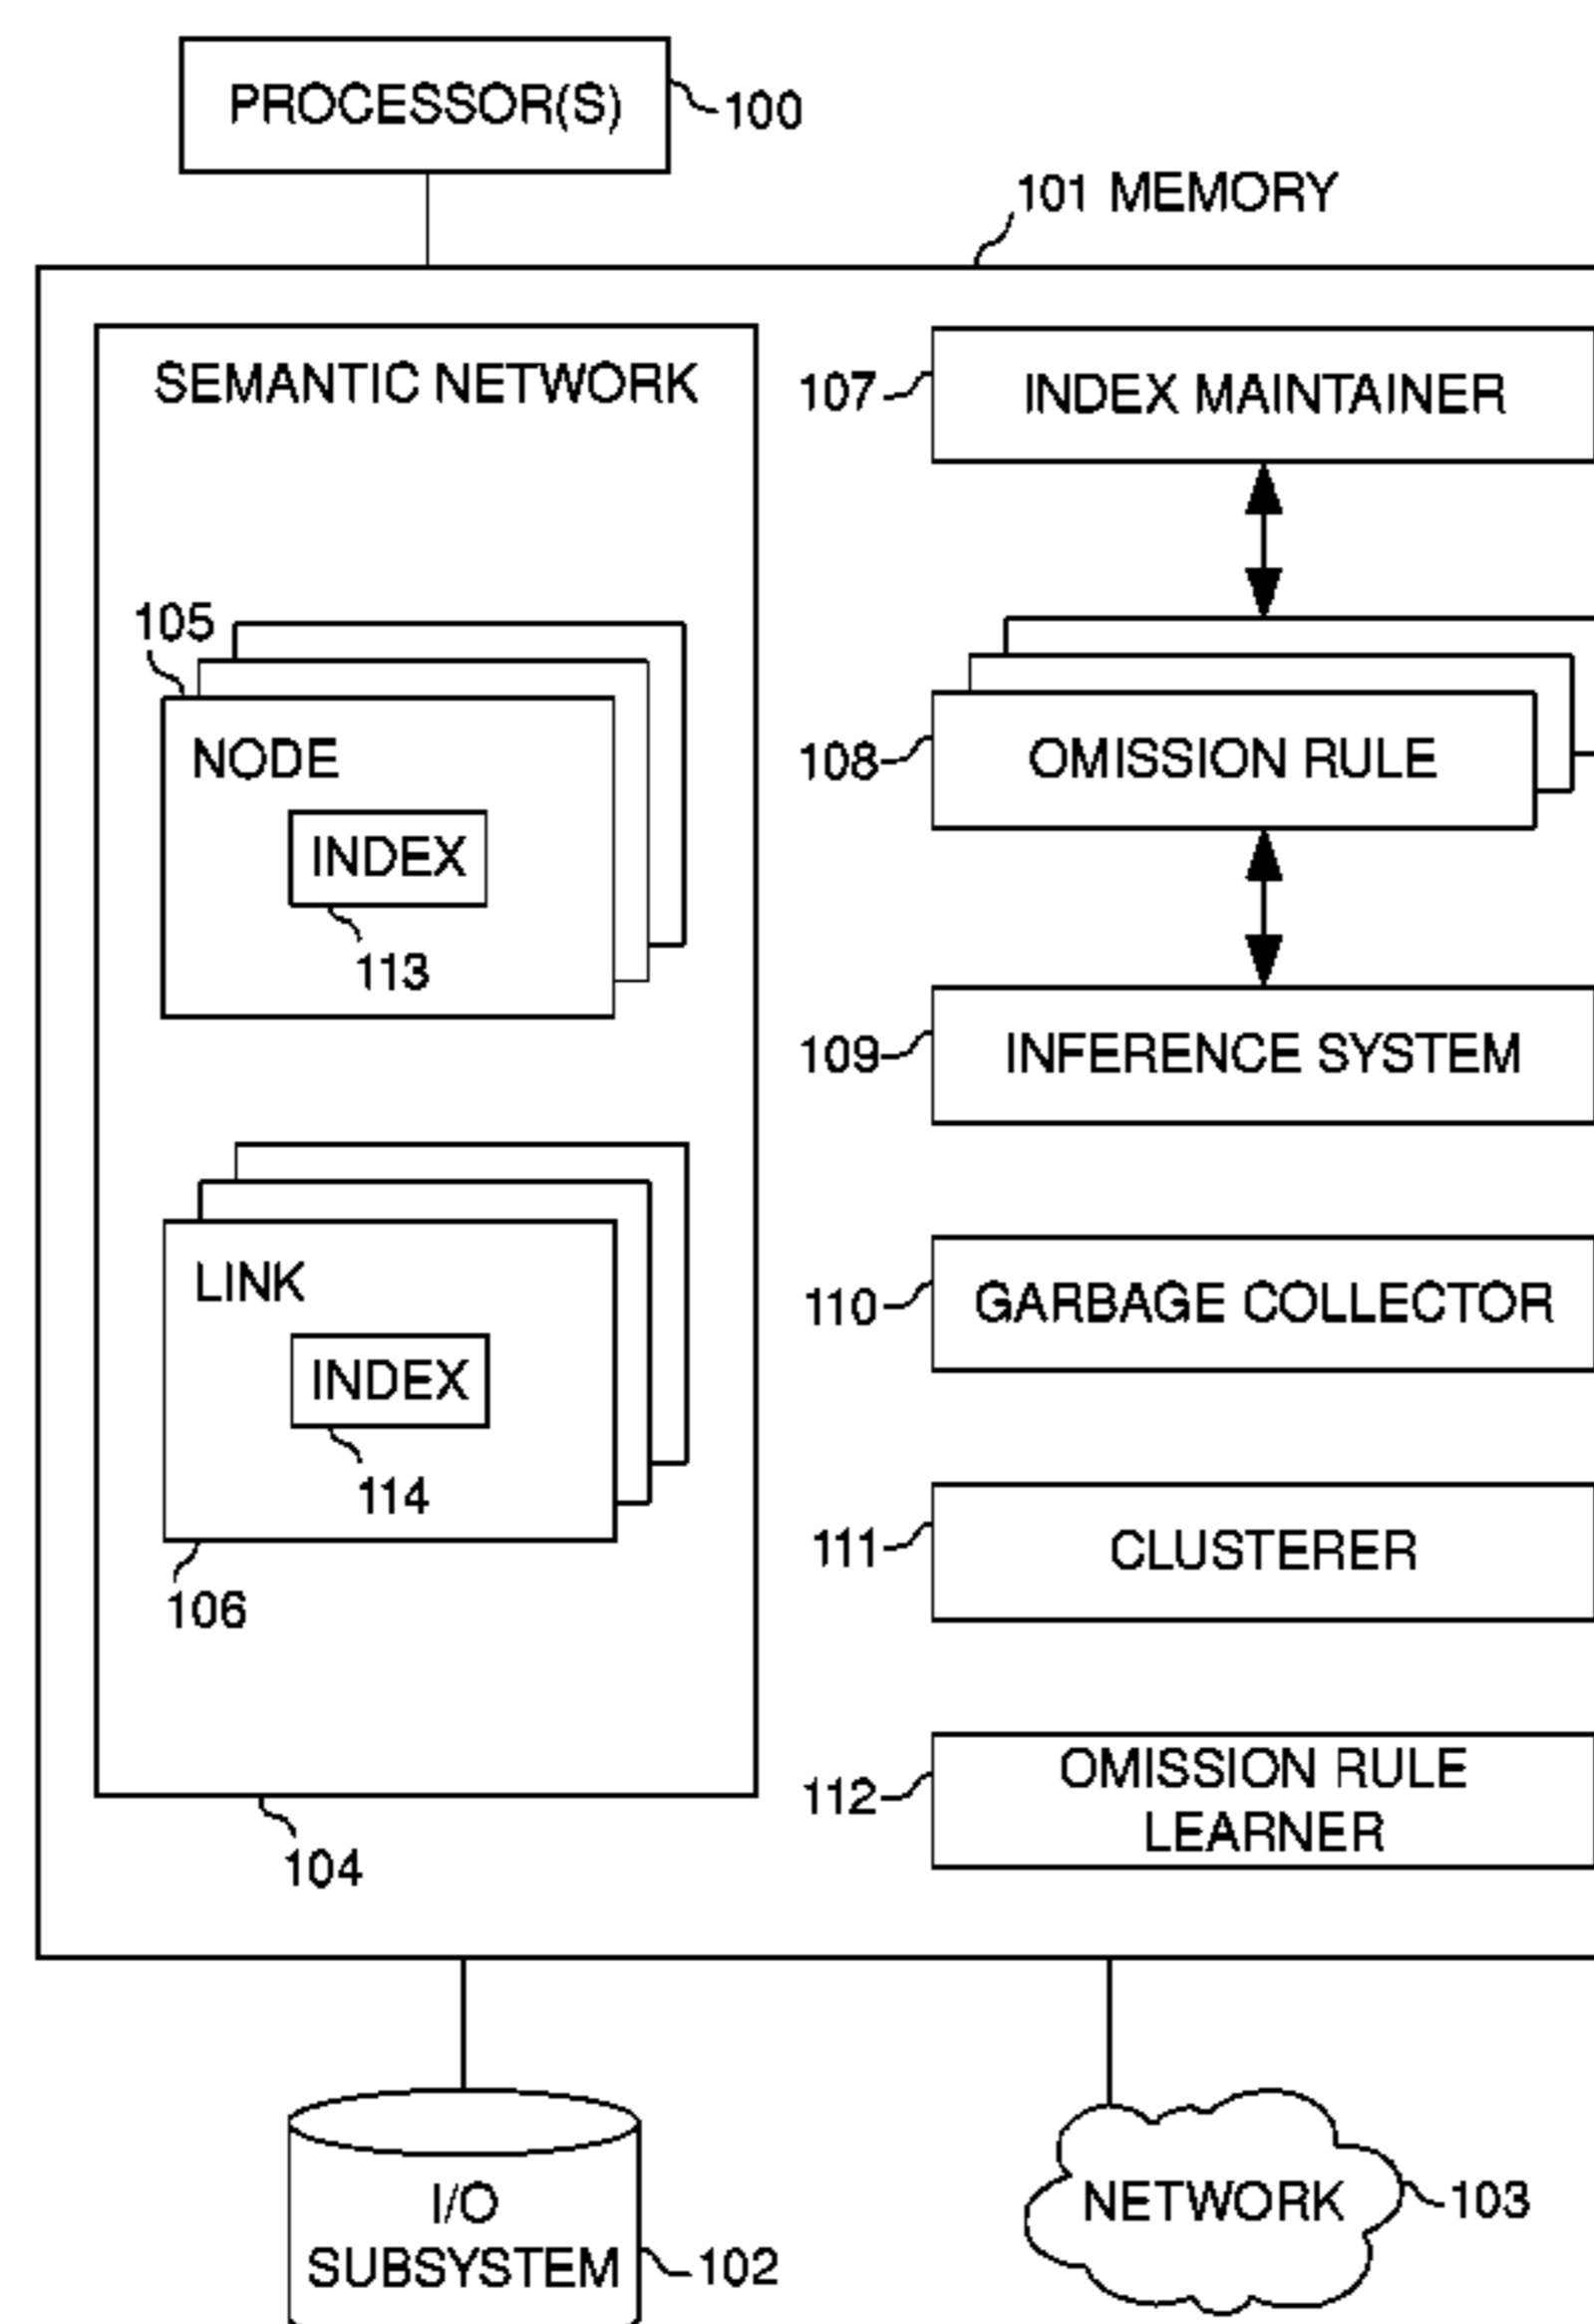 PROCESSOR(S)
100
101 MEMORY
SEMANTIC NETWORK
107
INDEX MAINTAINER
105
NODE
INDEX
113
108
OMISSION RULE
109
INFERENCE SYSTEM
LINK
INDEX
114
106
110
GARBAGE COLLECTOR
111
CLUSTERER
112
OMISSION RULE
LEARNER
104
I/O
SUBSYSTEM
102
NETWORK
103